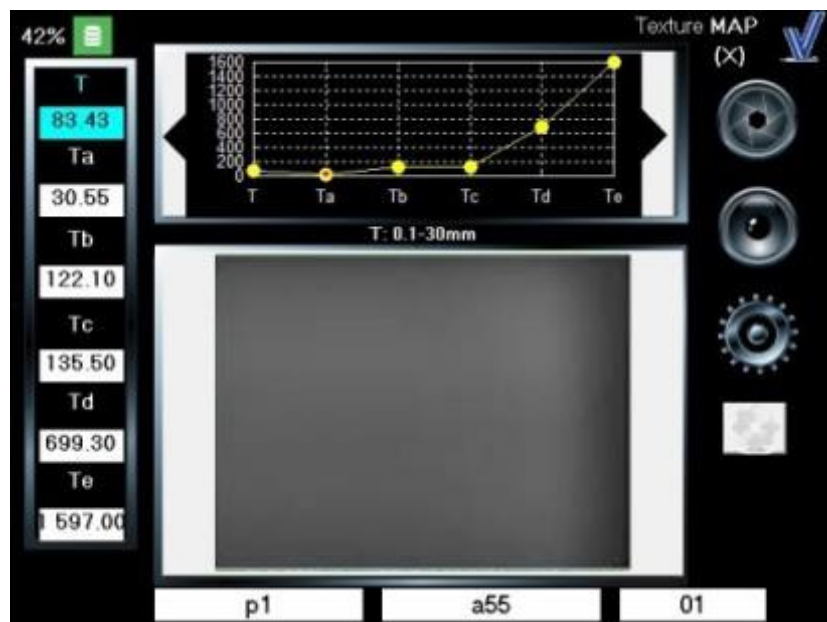 42%
Texture MAP
(X)
T
83.43
Ta
30.55
Tb
122.10
Tc
135.50
Td
699.30
Te
1 597.00
1600
1400
1200
1000
800
600
400
200
0
T Ta Tb Tc Td Te
T: 0.1-30mm
p1 a55 01